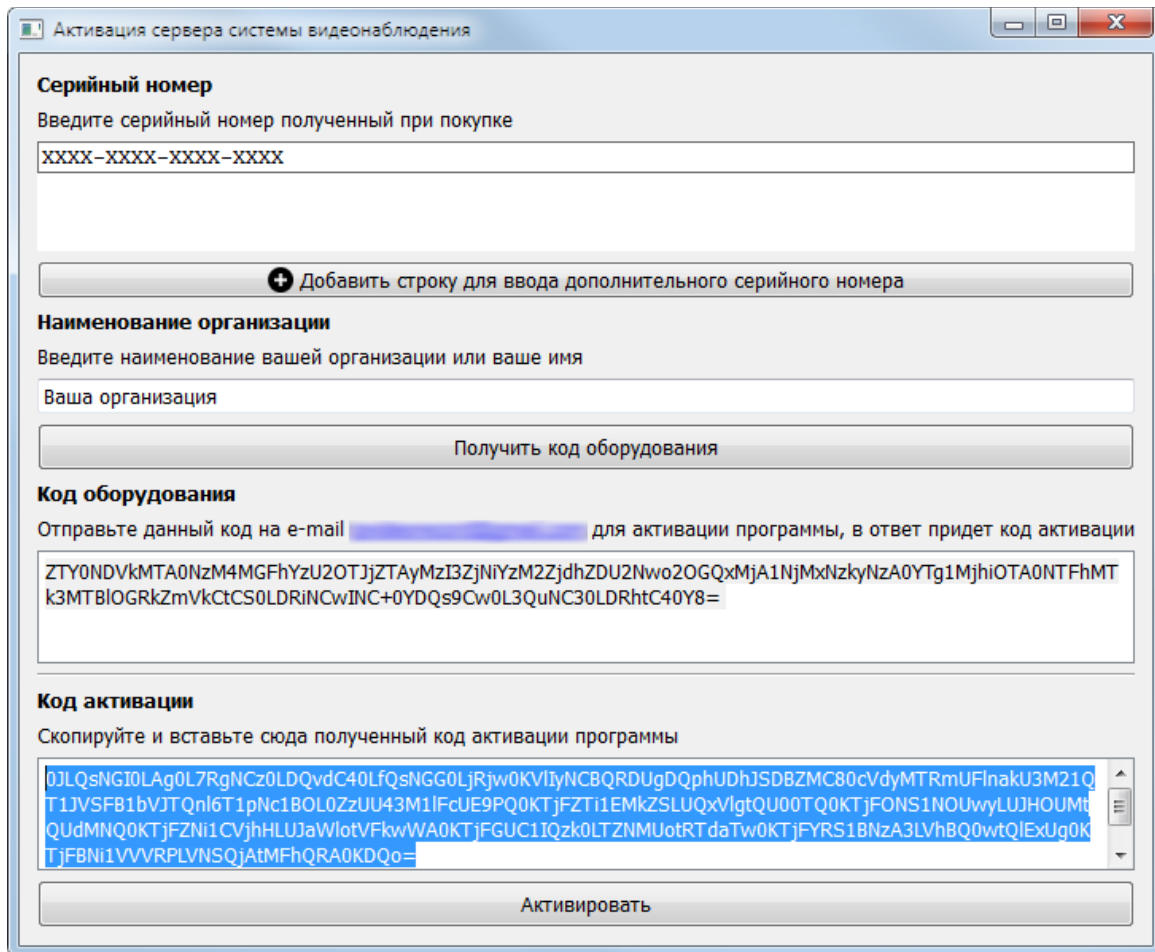 Активация сервера системы видеонаблюдения
Серийный номер
Введите серийный номер полученный при покупке
XXXX-XXXX-XXXX-XXXX
Добавить строку для ввода дополнительного серийного номера
Наименование организации
Введите наименование вашей организации или ваше имя
Ваша организация
Получить код оборудования
Код оборудования
Отправьте данный код на e-mail для активации программы, в ответ придет код активации
ZTY0NDVkMTA0NzM4MGFhYzU2OTJjZTAyMzI3ZjNiYzM2ZjdhZDU2Nwo2OGQxMjA1NjMxNzkyNzA0YTg1MjhiOTA0NTFhMT
k3MTBlOGRkZmVkCtCS0LDRiNCwINC+0YDQs9Cw0L3QuNC30LDRhtC40Y8=
Код активации
Скопируйте и вставьте сюда полученный код активации программы
0JLQsNGI0LAg0L7RgNCz0LDQvdC40LfQsNGG0LjRjw0KVlIyNCBQRDUgDQphUDhJSDBZMC80cVdyMTRmUFlnakU3M21Q
T1JVSFB1bVJTQnl6T1pNc1BOL0ZzUU43M1lFcUE9PQ0KTjFZTi1EMkZSLUQxVlgtQU00TQ0KTjFONS1NOUwyLUJHOUMt
QUdMNQ0KTjFZNi1CVjhHLUJaWlotVFkwWA0KTjFGUC1IQzk0LTZNMUotRTdaTw0KTjFYRS1BNzA3LVhBQ0wtQlExUg0K
TjFBNi1VVVRPLVNSQjAtMFhQRA0KDQo=
Активировать